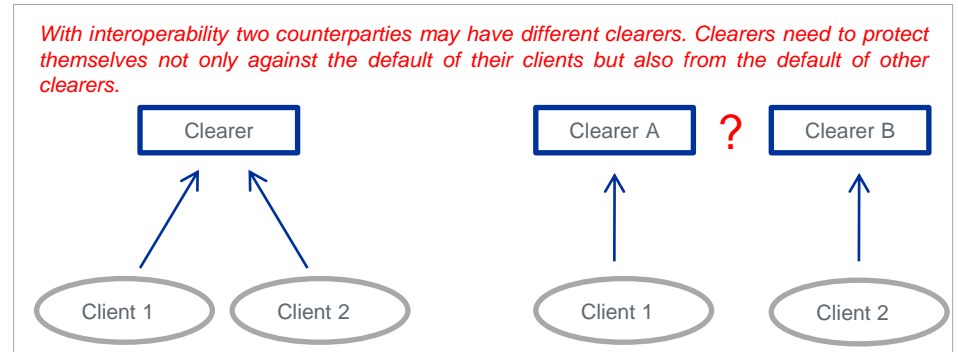 With interoperability two counterparties may have different clearers. Clearers need to protect
themselves not only against the default of their clients but also from the default of other
clearers.
Clearer
Clearer A
?
Clearer B
Client 1
Client 2
Client 1
Client 2